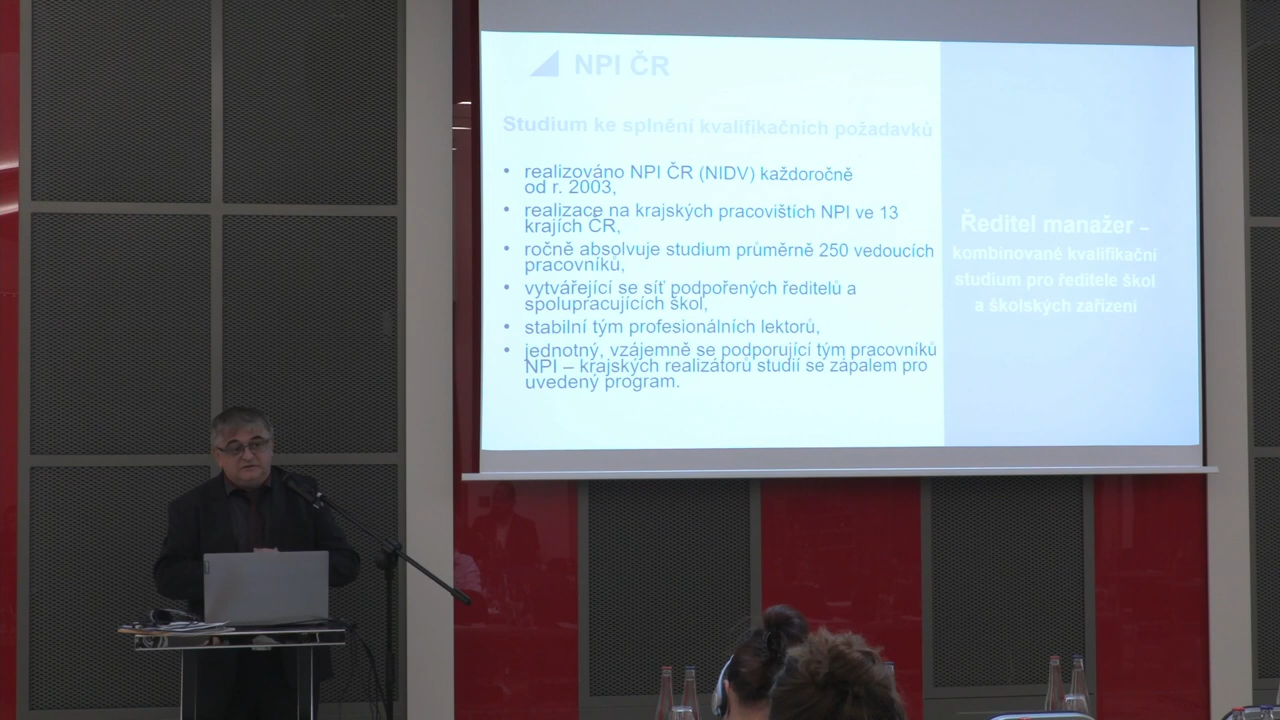 NPI ČR
Studium ke splnění kvalifikačních požadavků
• realizováno NPI ČR (NIDV) každoročně
od r. 2003,
• realizace na krajských pracovištích NPI ve 13
krajích ČR,
• ročně absolvuje studium průměrně 250 vedoucích
pracovníků,
• vytvářející se síť podpořených ředitelů a
spolupracujících škol,
• stabilní tým profesionálních lektorů,
• jednotný, vzájemně se podporující tým pracovníků
NPI – krajských realizátorů studií se zápalem pro
uvedený program.
Ředitel manažer –
kombinované kvalifikační
studium pro ředitele škol
a školských zařízení